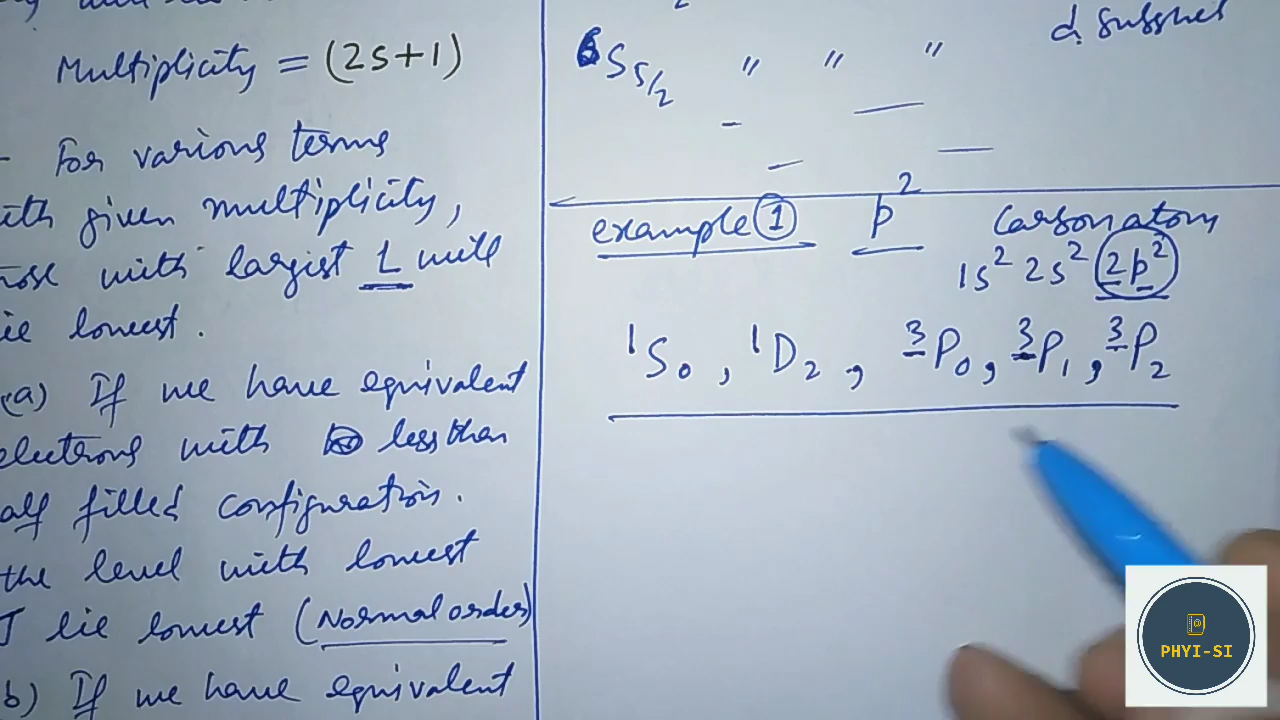 Multiplicity = (2s+1)
- For various terms
with given multiplicity,
those with largist L will
lie lowest.
(a) If we have equivalent
electrons with less than
half filled configuration.
the level with lowest
J lie lowest (Normal order)
b) If we have equivalent
6S5/2 " " " d subshell
example ① p² Carbon atom
1s² 2s² 2p²
¹S₀, ¹D₂, ³P₀, ³P₁, ³P₂
PHYI-SI